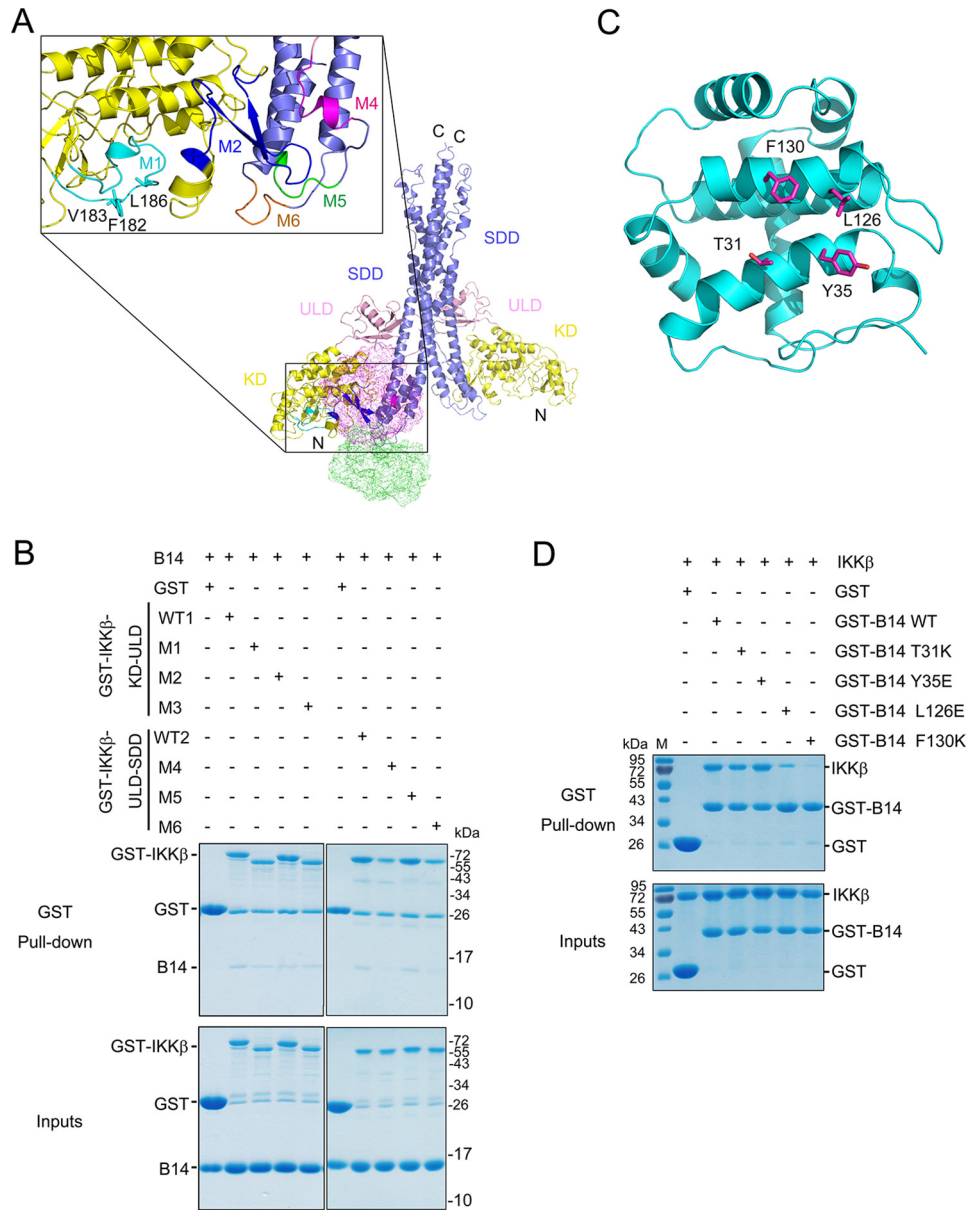 A
M4
M1
M2
L186
V183
F182
M5
M6
C C
SDD
SDD
ULD
ULD
KD
KD
N
N
C
F130
L126
T31
Y35
B
B14 + + + + + + + + + +
GST + - - - - + - - - -
GST-IKKβ-
KD-ULD
WT1 - + - - - - - - - -
M1 - - + - - - - - - -
M2 - - - + - - - - - -
M3 - - - - + - - - - -
GST-IKKβ-
ULD-SDD
WT2 - - - - - - + - - -
M4 - - - - - - - + - -
M5 - - - - - - - - + -
M6 - - - - - - - - - +
kDa
GST
Pull-down
GST-IKKβ
GST
B14
-72
-55
-43
-34
-26
-17
-10
Inputs
GST-IKKβ
GST
B14
-72
-55
-43
-34
-26
-17
-10
D
+ + + + + + IKKβ
+ - - - - - GST
- + - - - - GST-B14 WT
- - + - - - GST-B14 T31K
- - - + - - GST-B14 Y35E
- - - - + - GST-B14 L126E
- - - - - + GST-B14 F130K
kDa M
GST
Pull-down
95
72
55
43
34
26
IKKβ
GST-B14
GST
Inputs
95
72
55
43
34
26
IKKβ
GST-B14
GST